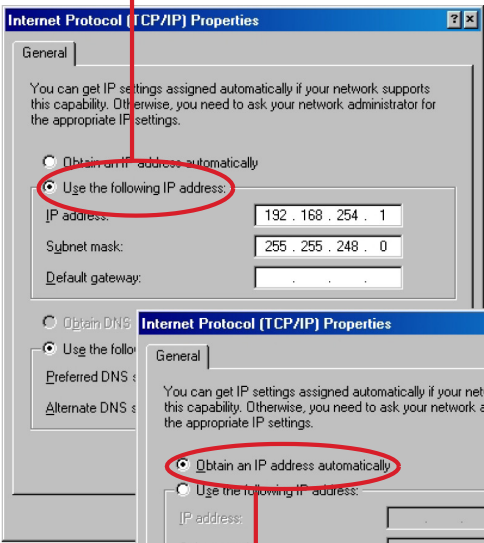 Internet Protocol (TCP/IP) Properties
General
You can get IP settings assigned automatically if your network supports
this capability. Otherwise, you need to ask your network administrator for
the appropriate IP settings.
Obtain an IP address automatically
Use the following IP address:
IP address: 192 . 168 . 254 . 1
Subnet mask: 255 . 255 . 248 . 0
Default gateway: . . .
Obtain DNS
Use the follo
Preferred DNS s
Alternate DNS s
Internet Protocol (TCP/IP) Properties
General
You can get IP settings assigned automatically if your net
this capability. Otherwise, you need to ask your network a
the appropriate IP settings.
Obtain an IP address automatically
Use the following IP address:
IP address: . .